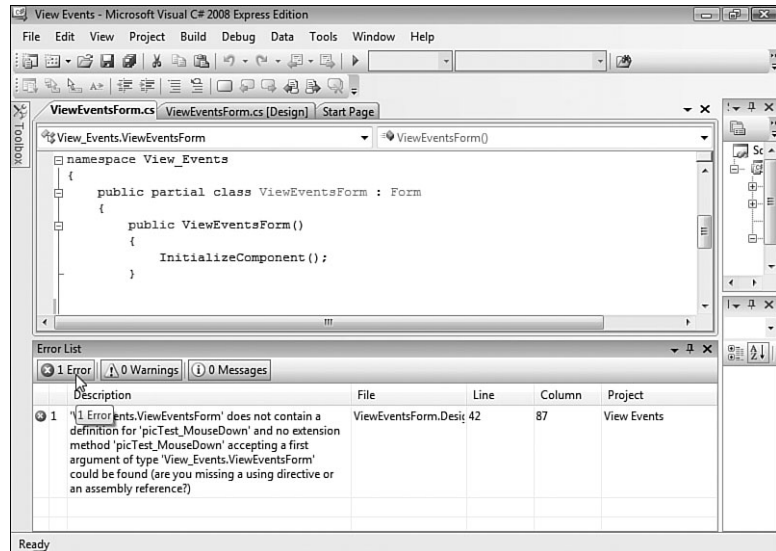 View Events - Microsoft Visual C# 2008 Express Edition
File Edit View Project Build Debug Data Tools Window Help
Toolbox
ViewEventsForm.cs ViewEventsForm.cs [Design] Start Page
View_Events.ViewEventsForm ViewEventsForm()
Sc
namespace View_Events
{
public partial class ViewEventsForm : Form
{
public ViewEventsForm()
{
InitializeComponent();
}
Error List
1 Error 0 Warnings 0 Messages
Description File Line Column Project
1 Error
1 ents.ViewEventsForm' does not contain a ViewEventsForm.Desig 42 87 View Events
definition for 'picTest_MouseDown' and no extension
method 'picTest_MouseDown' accepting a first
argument of type 'View_Events.ViewEventsForm'
could be found (are you missing a using directive or
an assembly reference?)
Ready